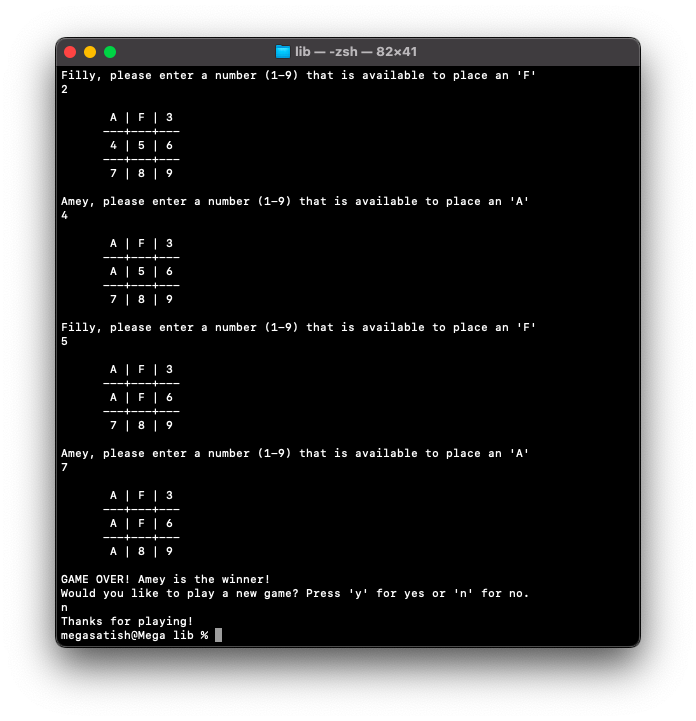 lib — -zsh — 82×41
Filly, please enter a number (1-9) that is available to place an 'F'
2
A | F | 3
---+---+---
4 | 5 | 6
---+---+---
7 | 8 | 9
Amey, please enter a number (1-9) that is available to place an 'A'
4
A | F | 3
---+---+---
A | 5 | 6
---+---+---
7 | 8 | 9
Filly, please enter a number (1-9) that is available to place an 'F'
5
A | F | 3
---+---+---
A | F | 6
---+---+---
7 | 8 | 9
Amey, please enter a number (1-9) that is available to place an 'A'
7
A | F | 3
---+---+---
A | F | 6
---+---+---
A | 8 | 9
GAME OVER! Amey is the winner!
Would you like to play a new game? Press 'y' for yes or 'n' for no.
n
Thanks for playing!
megasatish@Mega lib %